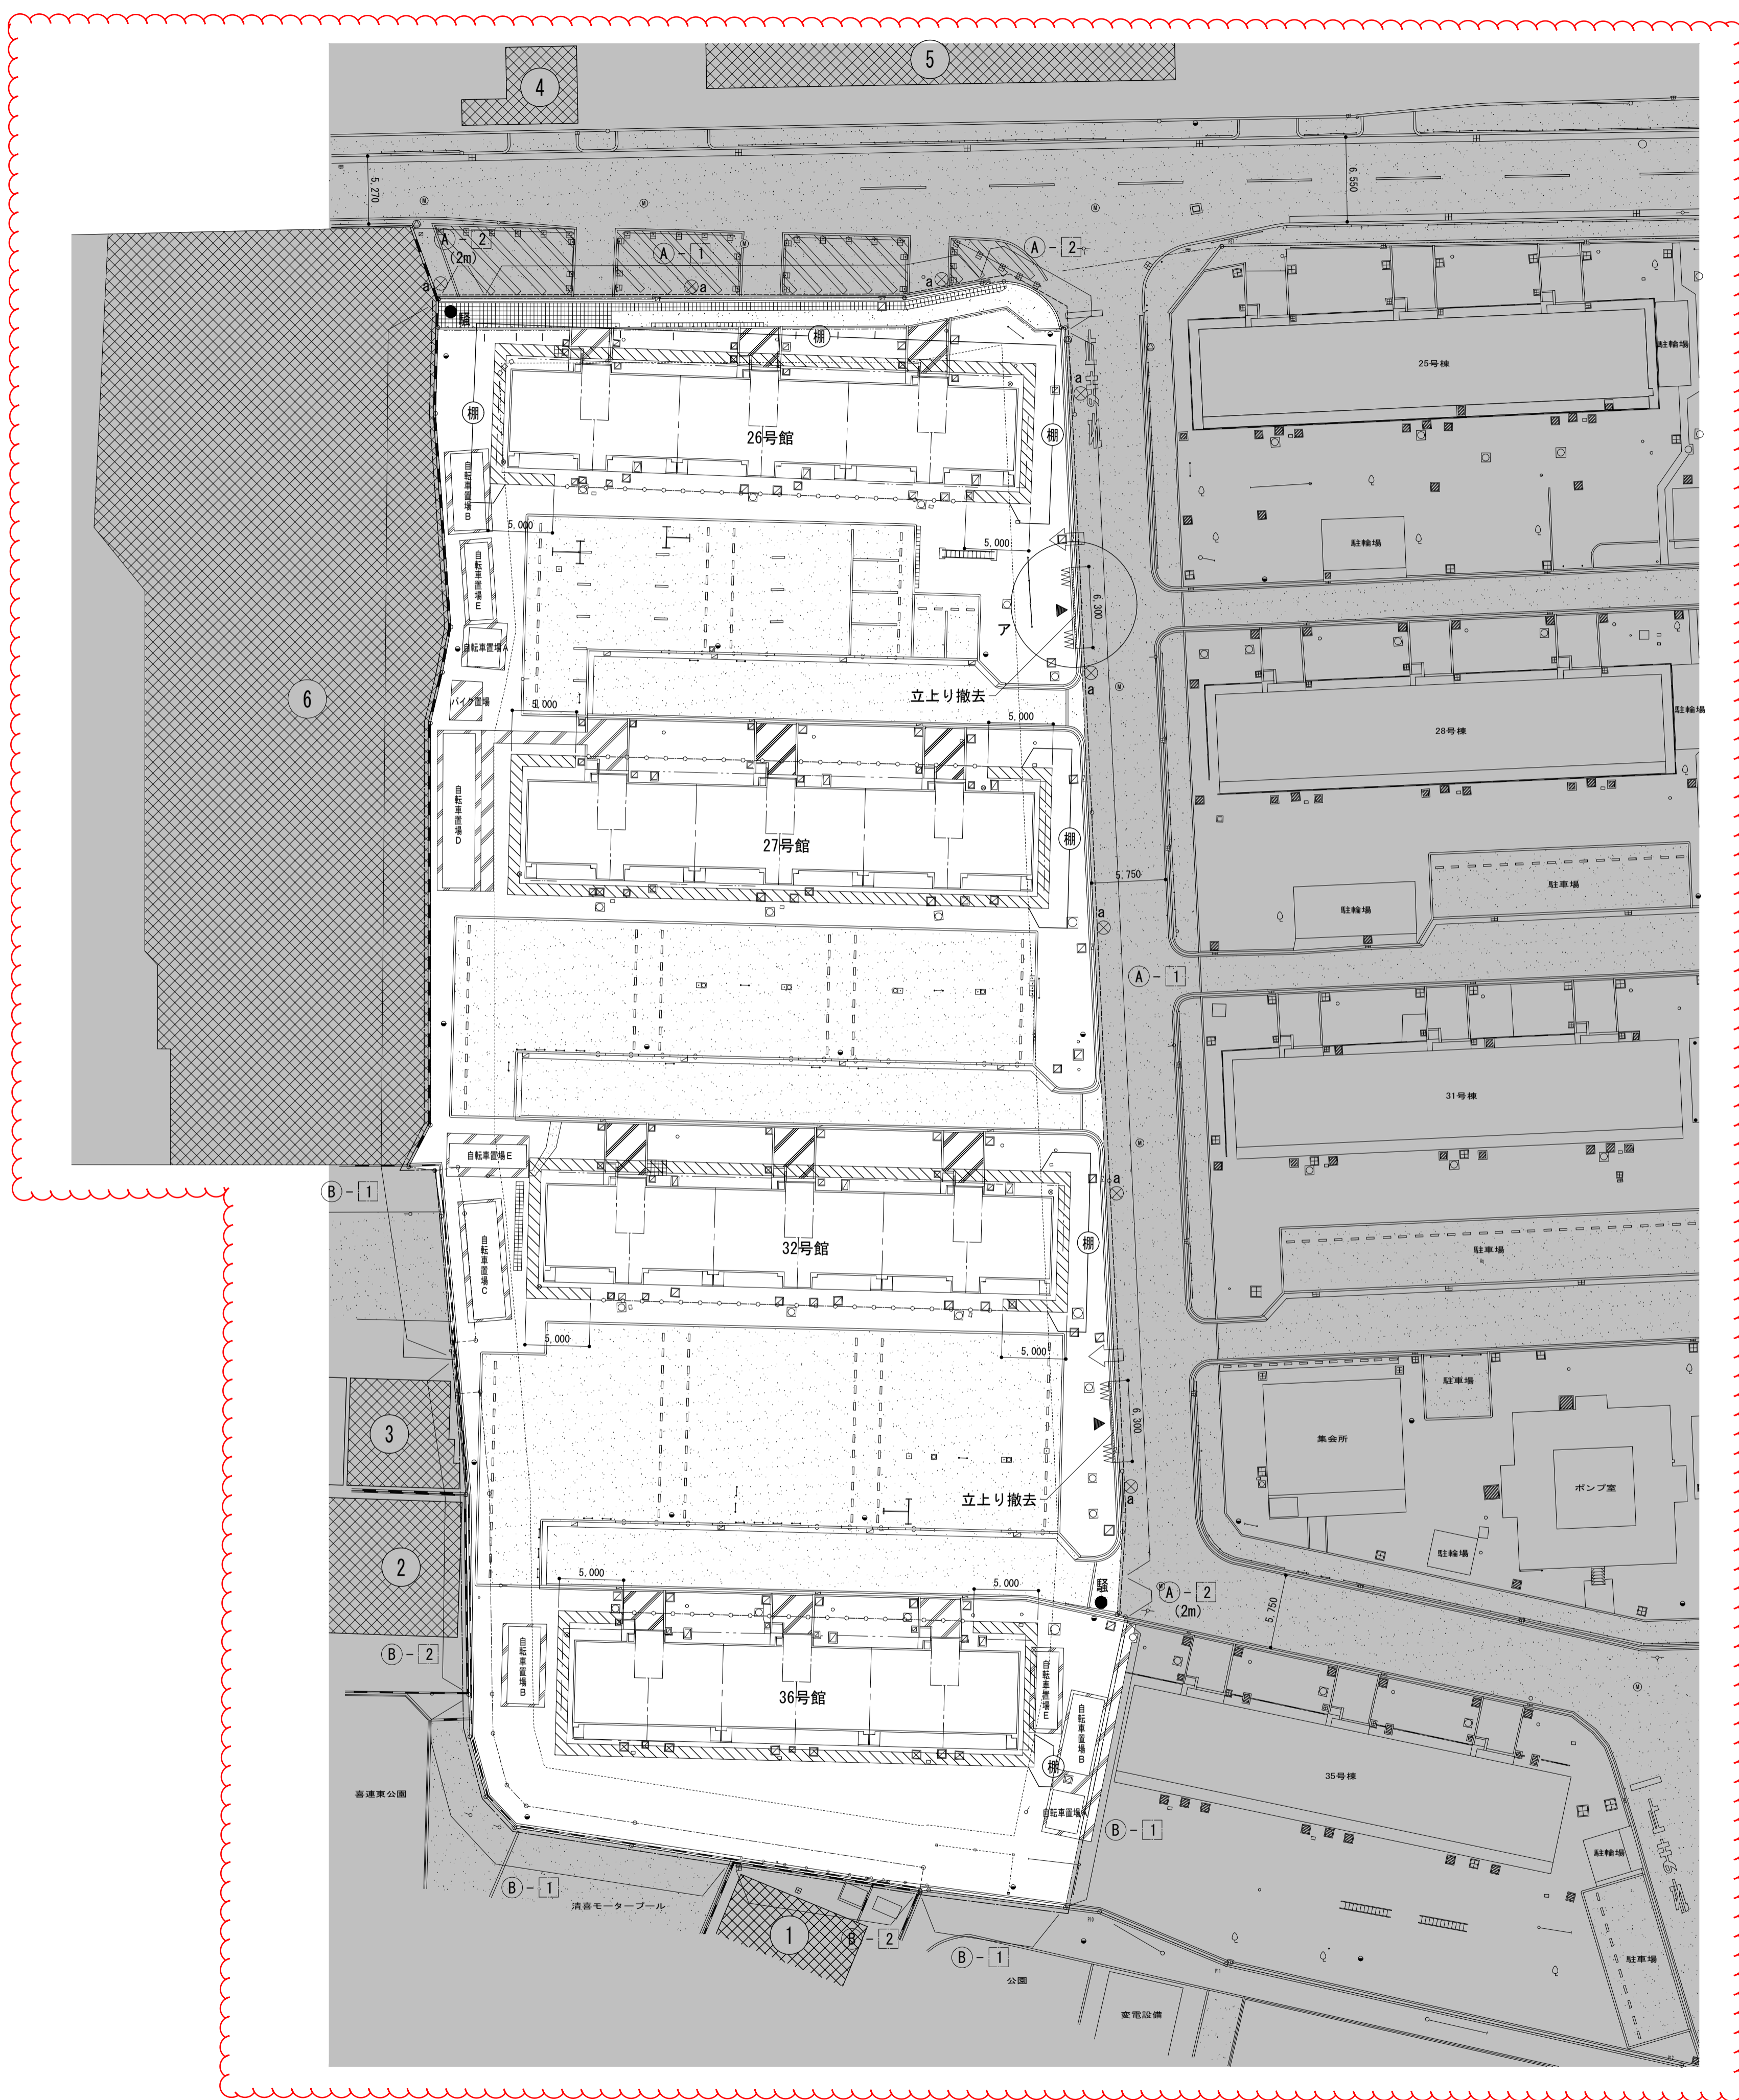 5
4
5,270
6,550
A-2
(2m)
A-1
A-2
a
a
a
騒
棚
棚
棚
a
25号棟
駐輪場
26号館
自転車置場B
5,000
5,000
自転車置場E
駐輪場
6,300
ア
自転車置場A
a
6
バイク置場
立上り撤去
5,000
5,000
28号棟
駐輪場
自転車置場D
27号館
棚
5,750
駐車場
駐輪場
a
A-1
31号棟
自転車置場E
B-1
a
自転車置場C
32号館
棚
駐車場
5,000
5,000
駐車場
3
6,300
集会所
ポンプ室
立上り撤去
a
2
駐輪場
5,000
5,000
騒
A-2
(2m)
5,750
B-2
自転車置場B
36号館
自転車置場E
自転車置場B
棚
35号棟
喜連東公園
自転車置場A
B-1
駐輪場
B-1
清喜モータープール
1
B-2
B-1
公園
駐車場
変電設備